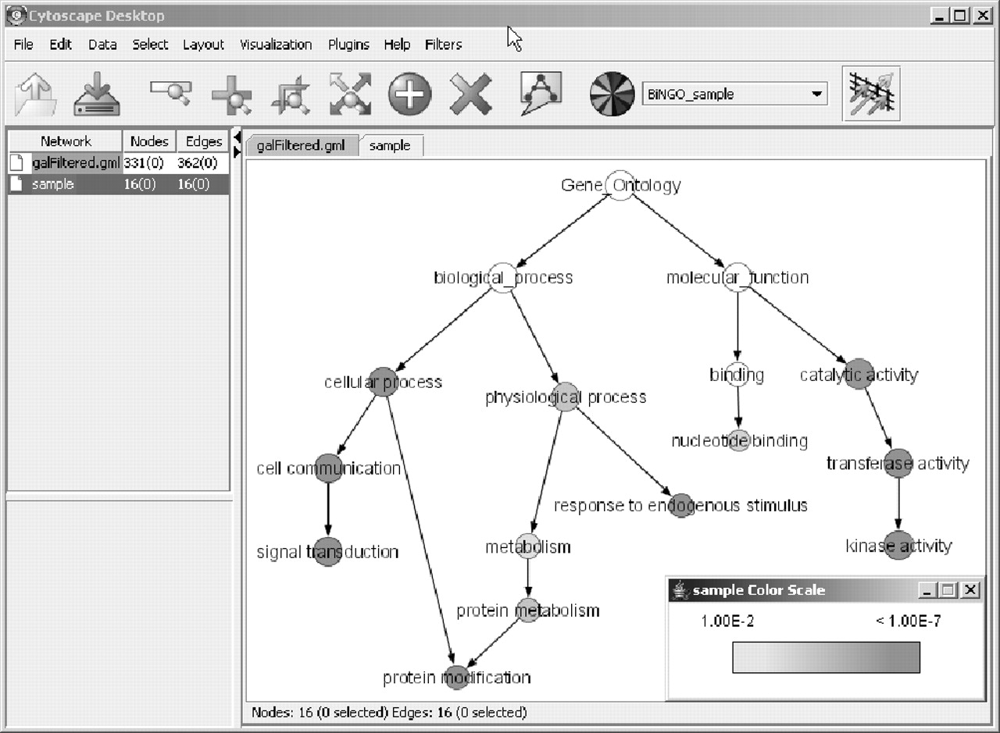 Cytoscape Desktop
File Edit Data Select Layout Visualization Plugins Help Filters
BiNGO_sample
Network Nodes Edges
galFiltered.gml 331(0) 362(0)
sample 16(0) 16(0)
galFiltered.gml sample
Gene_Ontology
biological_process molecular_function
cellular process physiological process binding catalytic activity
nucleotide binding
cell communication transferase activity
response to endogenous stimulus
signal transduction metabolism kinase activity
protein metabolism
protein modification
sample Color Scale
1.00E-2 < 1.00E-7
Nodes: 16 (0 selected) Edges: 16 (0 selected)